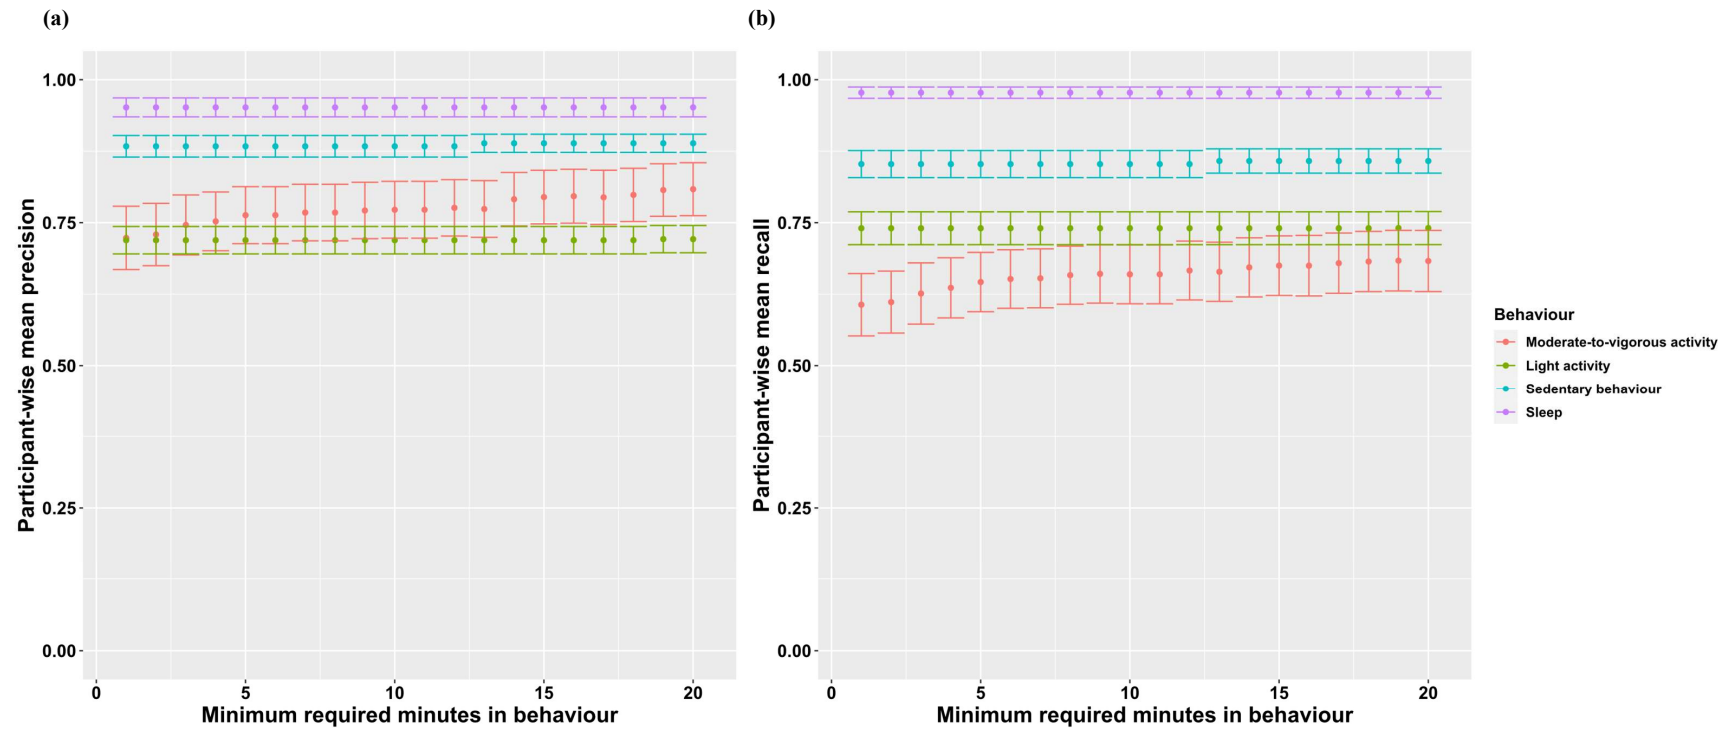 (a)
(b)
Participant-wise mean precision
1.00
0.75
0.50
0.25
0.00
0 5 10 15 20
Minimum required minutes in behaviour
Participant-wise mean recall
1.00
0.75
0.50
0.25
0.00
0 5 10 15 20
Minimum required minutes in behaviour
Behaviour
Moderate-to-vigorous activity
Light activity
Sedentary behaviour
Sleep